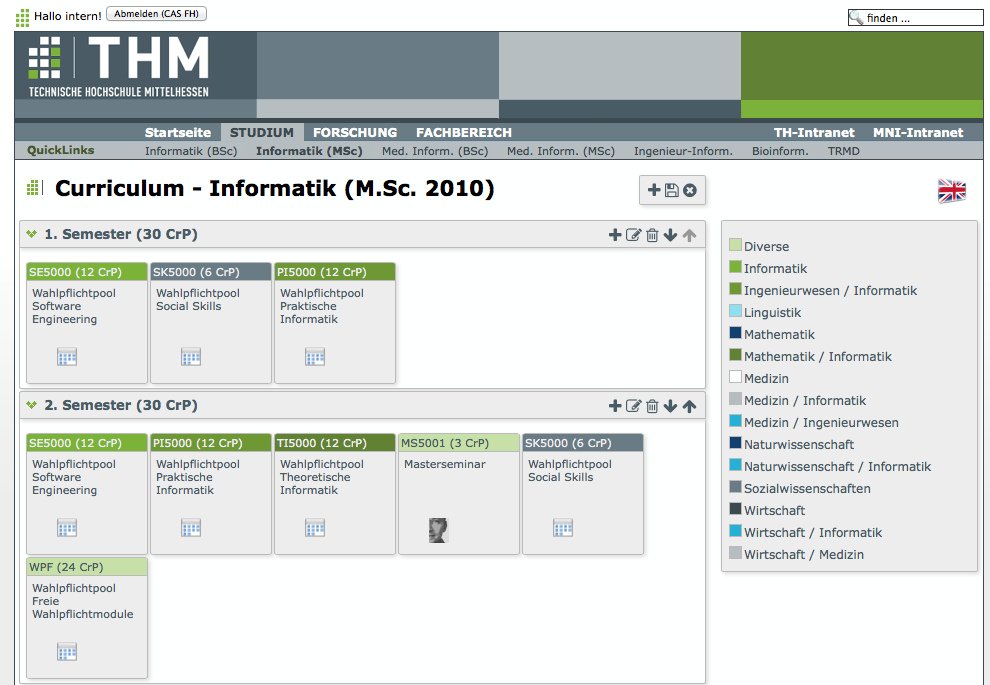 Hallo intern! Abmelden (CAS FH) finden ...
THM
TECHNISCHE HOCHSCHULE MITTELHESSEN
Startseite STUDIUM FORSCHUNG FACHBEREICH TH-Intranet MNI-Intranet
QuickLinks Informatik (BSc) Informatik (MSc) Med. Inform. (BSc) Med. Inform. (MSc) Ingenieur-Inform. Bioinform. TRMD
Curriculum - Informatik (M.Sc. 2010)
1. Semester (30 CrP)
SE5000 (12 CrP) SK5000 (6 CrP) PI5000 (12 CrP)
Wahlpflichtpool Wahlpflichtpool Wahlpflichtpool
Software Social Skills Praktische
Engineering Informatik
2. Semester (30 CrP)
SE5000 (12 CrP) PI5000 (12 CrP) TI5000 (12 CrP) MS5001 (3 CrP) SK5000 (6 CrP)
Wahlpflichtpool Wahlpflichtpool Wahlpflichtpool Masterseminar Wahlpflichtpool
Software Praktische Theoretische Social Skills
Engineering Informatik Informatik
WPF (24 CrP)
Wahlpflichtpool
Freie
Wahlpflichtmodule
Diverse
Informatik
Ingenieurwesen / Informatik
Linguistik
Mathematik
Mathematik / Informatik
Medizin
Medizin / Informatik
Medizin / Ingenieurwesen
Naturwissenschaft
Naturwissenschaft / Informatik
Sozialwissenschaften
Wirtschaft
Wirtschaft / Informatik
Wirtschaft / Medizin